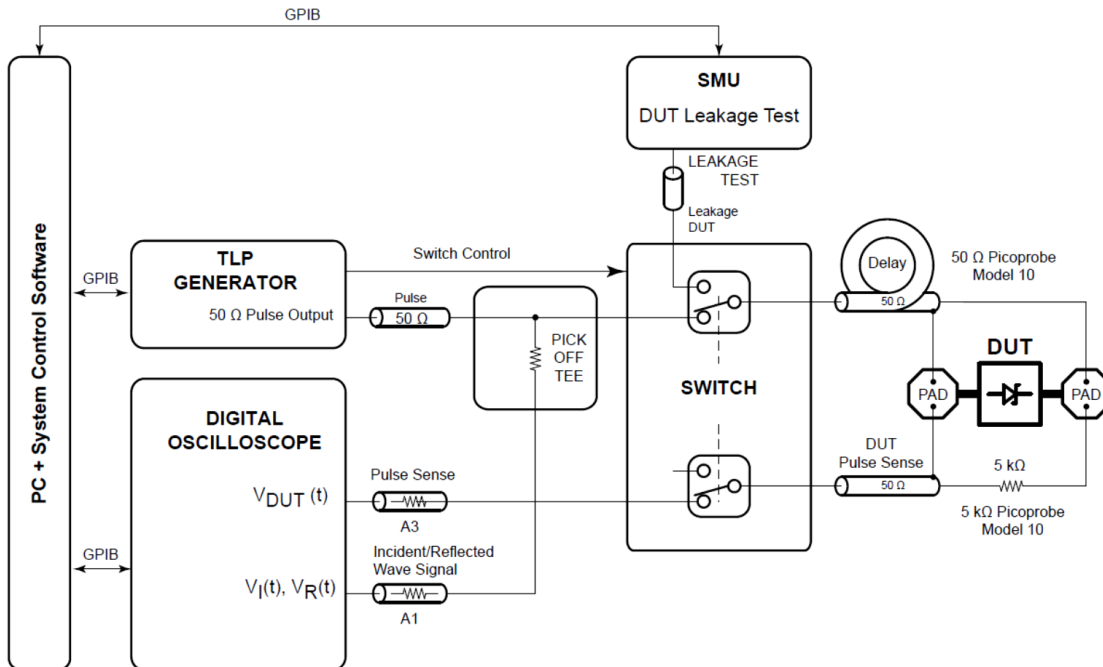 GPIB
PC + System Control Software
SMU
DUT Leakage Test
LEAKAGE
TEST
Leakage
DUT
TLP
GENERATOR
50 Ω Pulse Output
GPIB
Switch Control
Pulse
50 Ω
PICK
OFF
TEE
SWITCH
Delay
50 Ω
50 Ω Picoprobe
Model 10
DUT
PAD
PAD
DIGITAL
OSCILLOSCOPE
VDUT (t)
VI(t), VR(t)
GPIB
Pulse Sense
A3
Incident/Reflected
Wave Signal
A1
DUT
Pulse Sense
50 Ω
5 kΩ
5 kΩ Picoprobe
Model 10